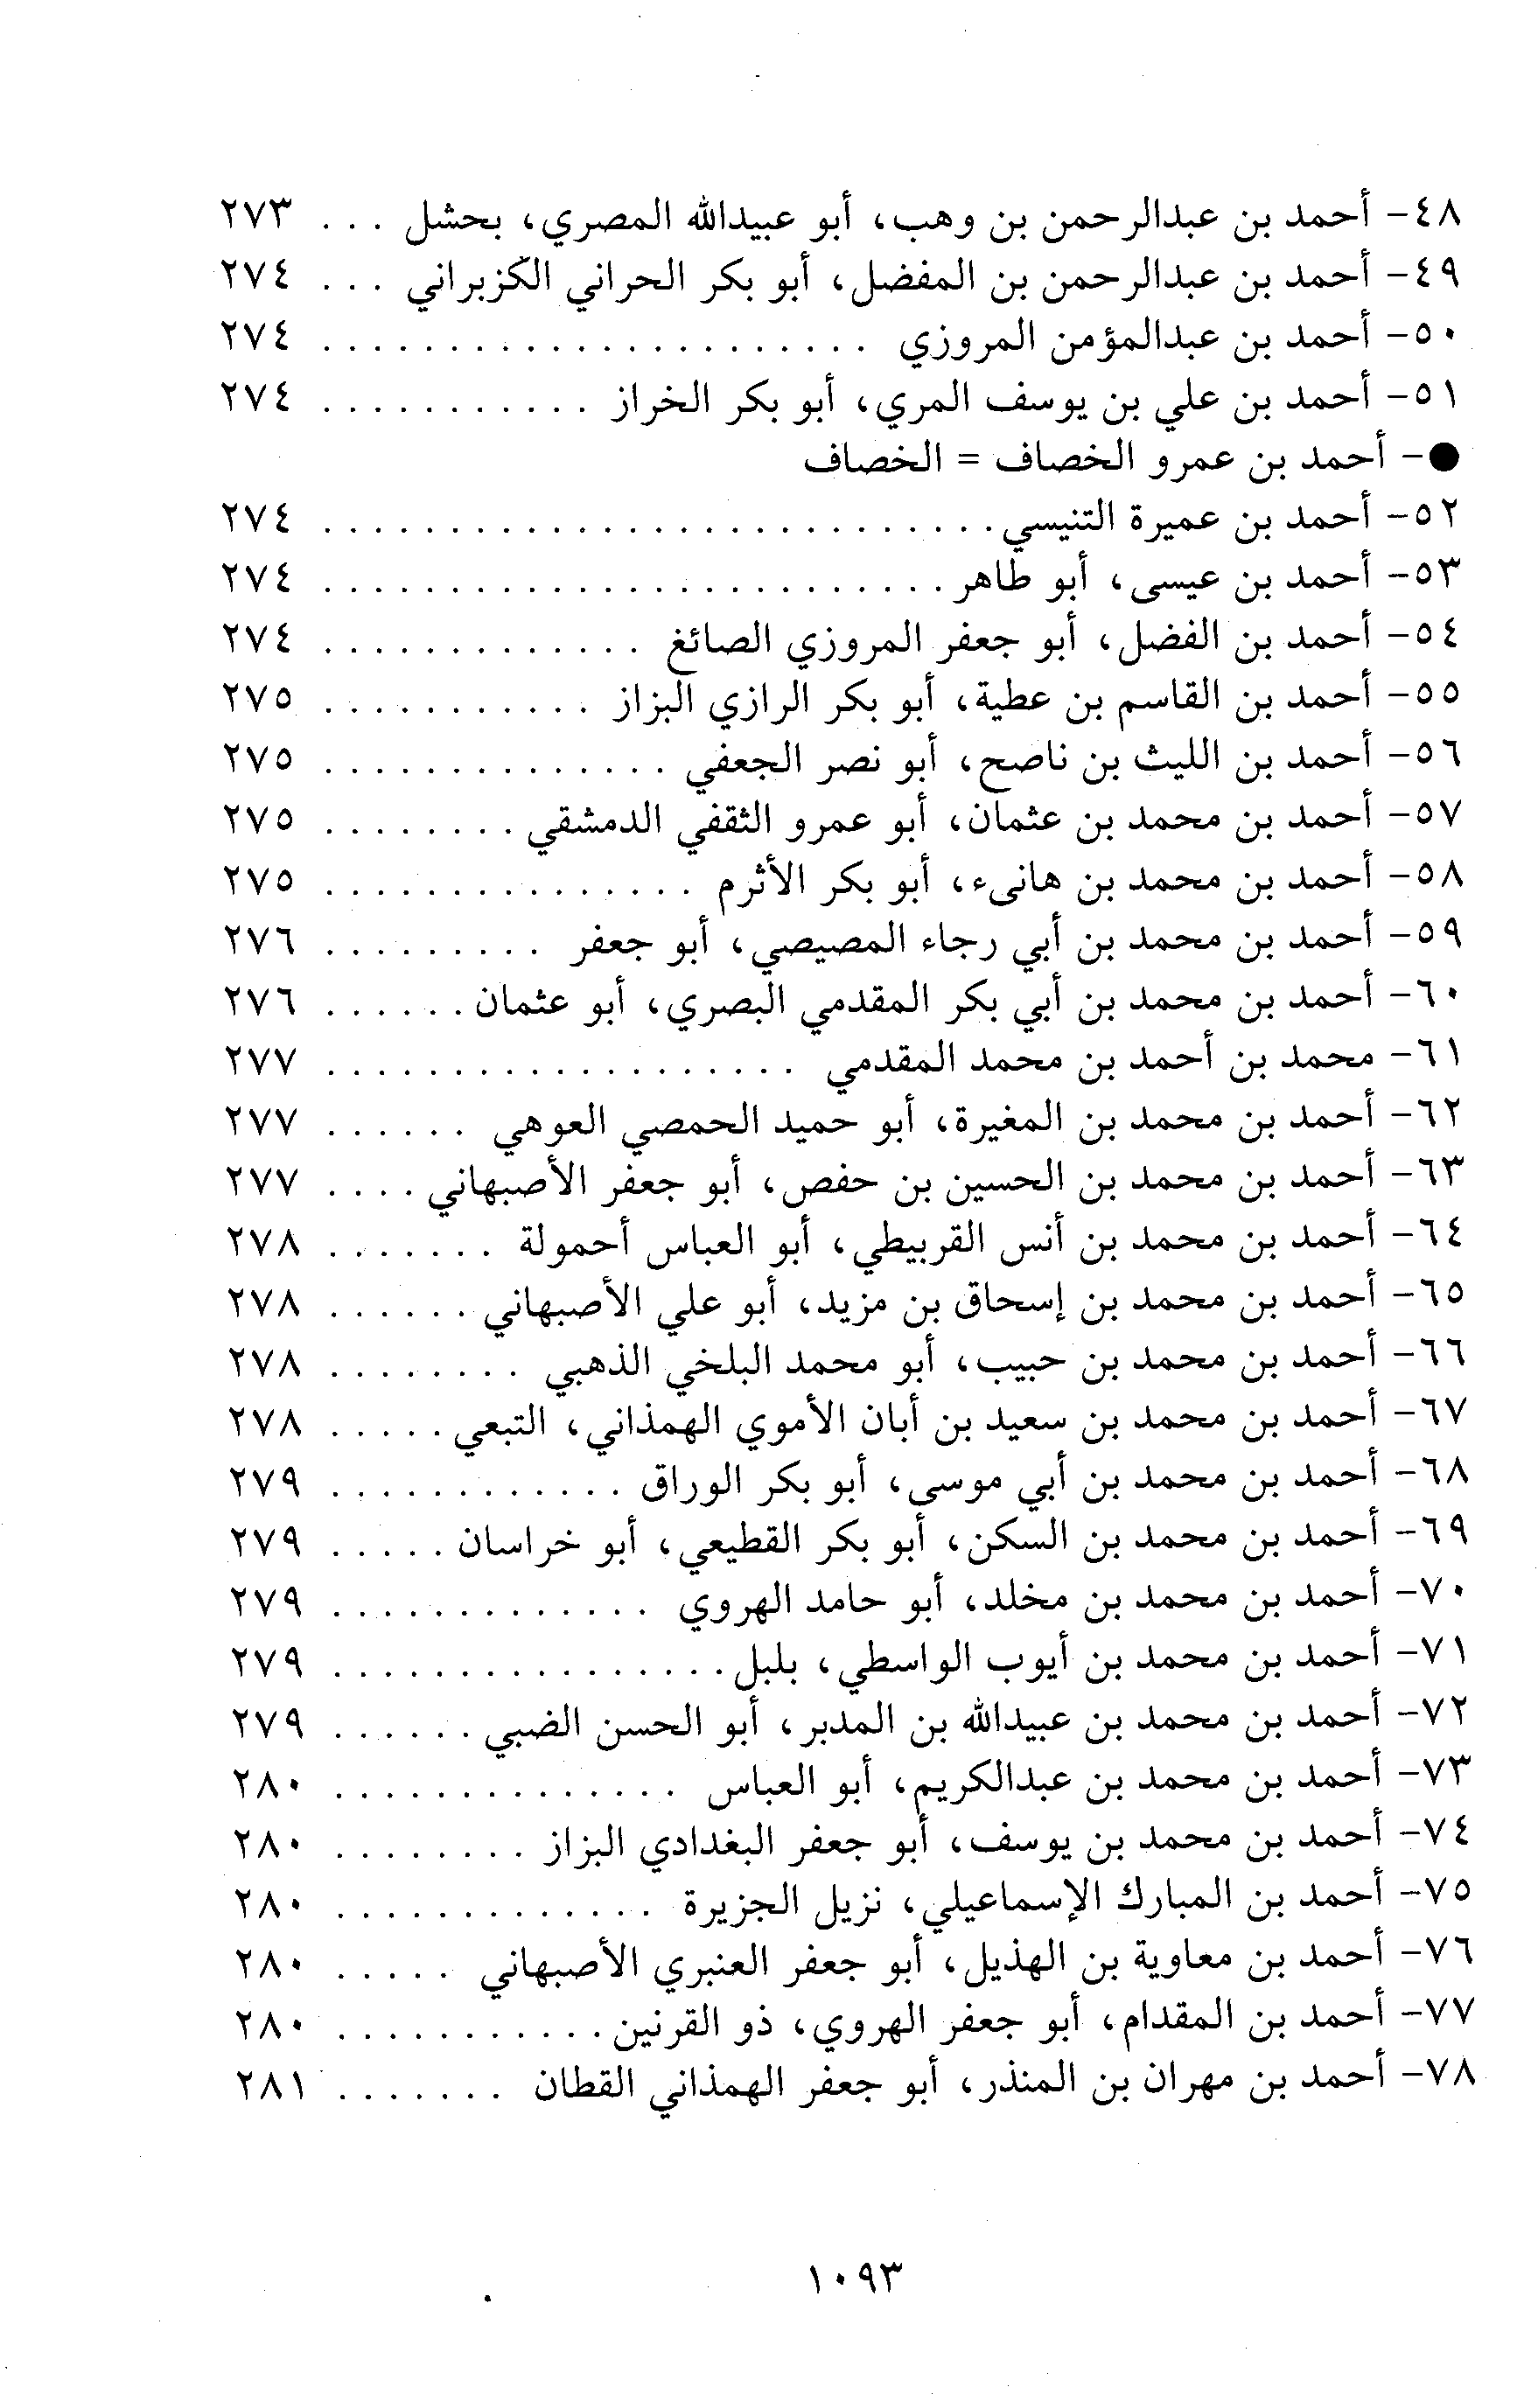 ٤٨- أحمد بن عبدالرحمن بن وهب، أبو عبيدالله المصري، بحشل . . . ٢٧٣
٤٩- أحمد بن عبدالرحمن بن المفضل، أبو بكر الحراني الكزبراني . . . ٢٧٤
٥٠- أحمد بن عبدالمؤمن المروزي . . . . . . . . . . . . . . . . . . . . . . ٢٧٤
٥١- أحمد بن علي بن يوسف المري، أبو بكر الخراز . . . . . . . . . . . ٢٧٤
●- أحمد بن عمرو الخصاف = الخصاف
٥٢- أحمد بن عميرة التنيسي . . . . . . . . . . . . . . . . . . . . . . . . . . . ٢٧٤
٥٣- أحمد بن عيسى، أبو طاهر . . . . . . . . . . . . . . . . . . . . . . . . . ٢٧٤
٥٤- أحمد بن الفضل، أبو جعفر المروزي الصائغ . . . . . . . . . . . . . ٢٧٤
٥٥- أحمد بن القاسم بن عطية، أبو بكر الرازي البزاز . . . . . . . . . . . ٢٧٥
٥٦- أحمد بن الليث بن ناصح، أبو نصر الجعفي . . . . . . . . . . . . . . ٢٧٥
٥٧- أحمد بن محمد بن عثمان، أبو عمرو الثقفي الدمشقي . . . . . . . . ٢٧٥
٥٨- أحمد بن محمد بن هانىء، أبو بكر الأثرم . . . . . . . . . . . . . . . ٢٧٥
٥٩- أحمد بن محمد بن أبي رجاء المصيصي، أبو جعفر . . . . . . . . . ٢٧٦
٦٠- أحمد بن محمد بن أبي بكر المقدمي البصري، أبو عثمان . . . . . . ٢٧٦
٦١- محمد بن أحمد بن محمد المقدمي . . . . . . . . . . . . . . . . . . . ٢٧٧
٦٢- أحمد بن محمد بن المغيرة، أبو حميد الحمصي العوهي . . . . . . ٢٧٧
٦٣- أحمد بن محمد بن الحسين بن حفص، أبو جعفر الأصبهاني . . . . ٢٧٧
٦٤- أحمد بن محمد بن أنس القربيطي، أبو العباس أحمولة . . . . . . . ٢٧٨
٦٥- أحمد بن محمد بن إسحاق بن مزيد، أبو علي الأصبهاني . . . . . . ٢٧٨
٦٦- أحمد بن محمد بن حبيب، أبو محمد البلخي الذهبي . . . . . . . . ٢٧٨
٦٧- أحمد بن محمد بن سعيد بن أبان الأموي الهمذاني، التبعي . . . . . ٢٧٨
٦٨- أحمد بن محمد بن أبي موسى، أبو بكر الوراق . . . . . . . . . . . . ٢٧٩
٦٩- أحمد بن محمد بن السكن، أبو بكر القطيعي، أبو خراسان . . . . . ٢٧٩
٧٠- أحمد بن محمد بن مخلد، أبو حامد الهروي . . . . . . . . . . . . . ٢٧٩
٧١- أحمد بن محمد بن أيوب الواسطي، بلبل . . . . . . . . . . . . . . . . ٢٧٩
٧٢- أحمد بن محمد بن عبيدالله بن المدبر، أبو الحسن الضبي . . . . . . ٢٧٩
٧٣- أحمد بن محمد بن عبدالكريم، أبو العباس . . . . . . . . . . . . . . ٢٨٠
٧٤- أحمد بن محمد بن يوسف، أبو جعفر البغدادي البزاز . . . . . . . . ٢٨٠
٧٥- أحمد بن المبارك الإسماعيلي، نزيل الجزيرة . . . . . . . . . . . . . ٢٨٠
٧٦- أحمد بن معاوية بن الهذيل، أبو جعفر العنبري الأصبهاني . . . . . ٢٨٠
٧٧- أحمد بن المقدام، أبو جعفر الهروي، ذو القرنين . . . . . . . . . . . ٢٨٠
٧٨- أحمد بن مهران بن المنذر، أبو جعفر الهمذاني القطان . . . . . . . ٢٨١
١٠٩٣